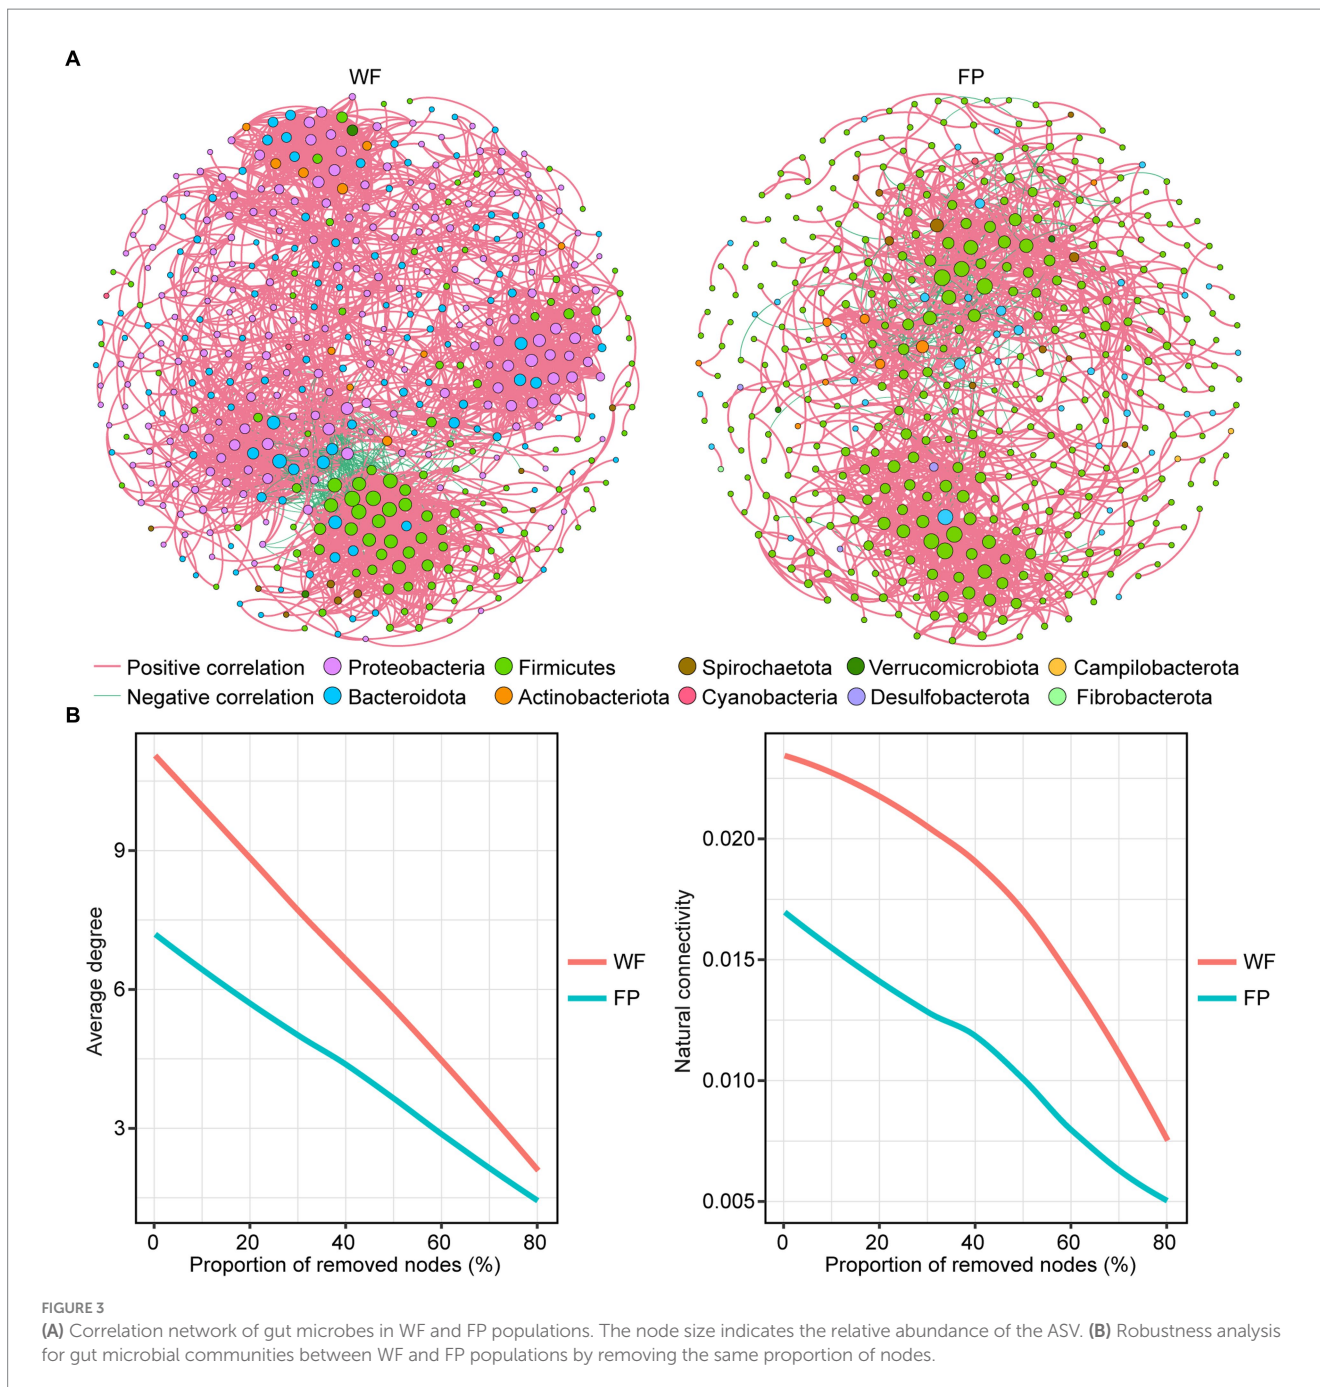 A
WF
FP
Positive correlation
Proteobacteria
Firmicutes
Spirochaetota
Verrucomicrobiota
Campilobacterota
Negative correlation
Bacteroidota
Actinobacteriota
Cyanobacteria
Desulfobacterota
Fibrobacterota
B
Average degree
9
6
3
0 20 40 60 80
Proportion of removed nodes (%)
WF
FP
Natural connectivity
0.020
0.015
0.010
0.005
0 20 40 60 80
Proportion of removed nodes (%)
WF
FP
FIGURE 3
(A) Correlation network of gut microbes in WF and FP populations. The node size indicates the relative abundance of the ASV. (B) Robustness analysis
for gut microbial communities between WF and FP populations by removing the same proportion of nodes.